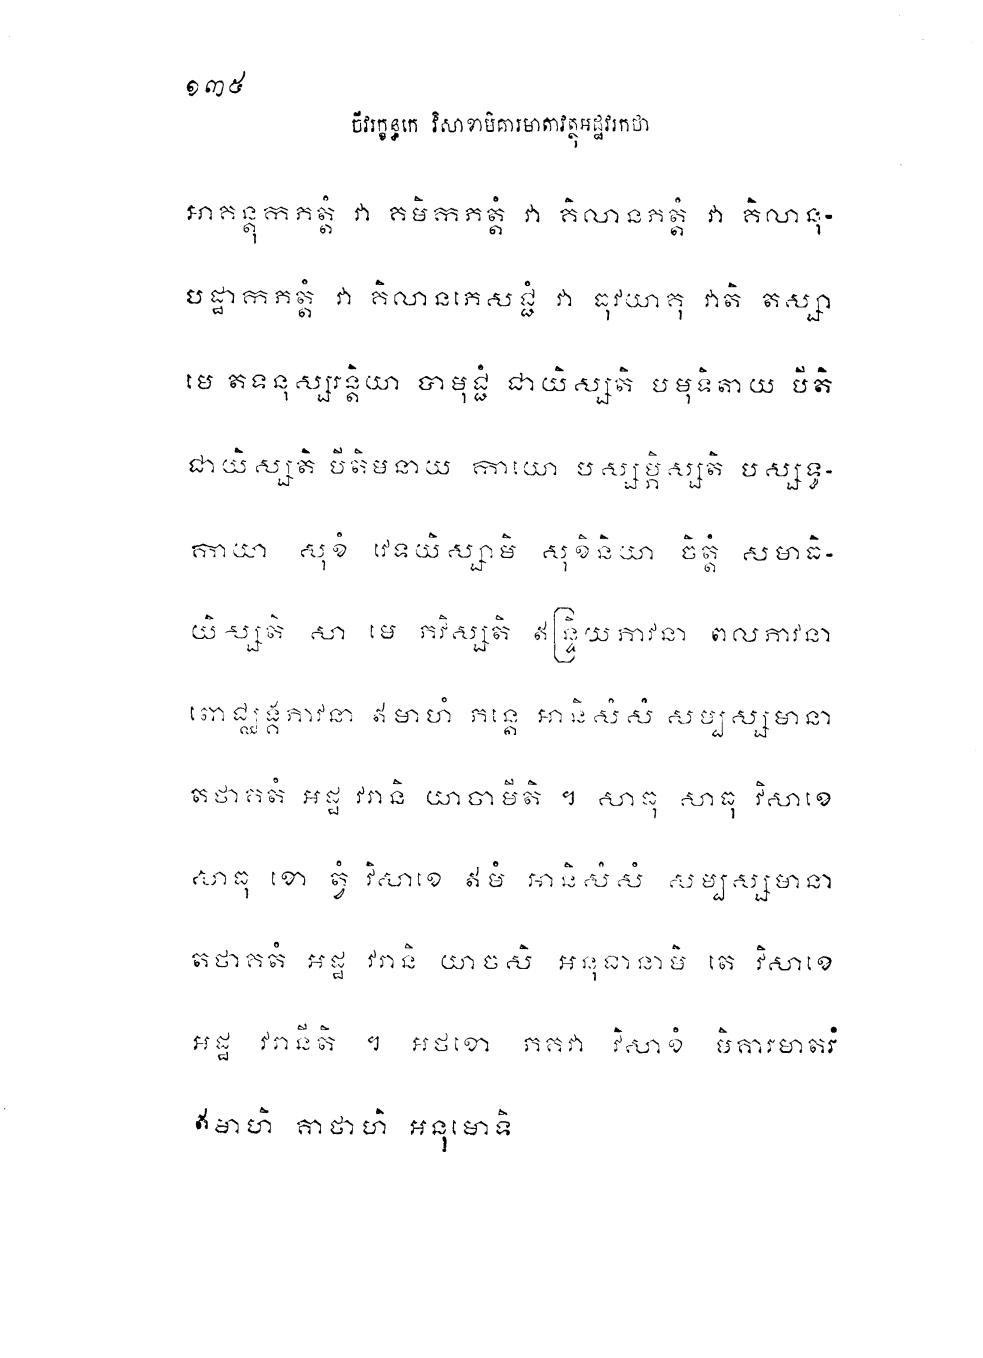 ១៣៥
ចីវរក្ខន្ធកេ វិសាខាមិគារមាតាវត្ថុអដ្ឋវរកថា
អាគន្តុកភត្តំ វា គមិកភត្តំ វា គិលានភត្តំ វា គិលានុ-
បដ្ឋាកភត្តំ វា គិលានភេសជ្ជំ វា ធុវយាគុ វាតិ តស្សា
មេ តទនុស្សរន្តិយា បាមុជ្ជំ ជាយិស្សតិ បមុទិតាយ បីតិ
ជាយិស្សតិ បីតិមនាយ កាយោ បស្សម្ភិស្សតិ បស្សទ្ធ-
កាយា សុខំ វេទយិស្សាមិ សុខិនិយា ចិត្តំ សមាធិ-
យិស្សតិ សា មេ ភវិស្សតិ ឥន្ទ្រិយភាវនា ពលភាវនា
ពោជ្ឈង្គភាវនា ឥមាហំ ភន្តេ អានិសំសំ សម្បស្សមានា
តថាគតំ អដ្ឋ វរានិ យាចាមីតិ ។ សាធុ សាធុ វិសាខេ
សាធុ ខោ ត្វំ វិសាខេ ឥមំ អានិសំសំ សម្បស្សមានា
តថាគតំ អដ្ឋ វរានិ យាចសិ អនុជានាមិ តេ វិសាខេ
អដ្ឋ វរានីតិ ។ អថខោ ភគវា វិសាខំ មិគារមាតរំ
ឥមាហិ គាថាហិ អនុមោទិ